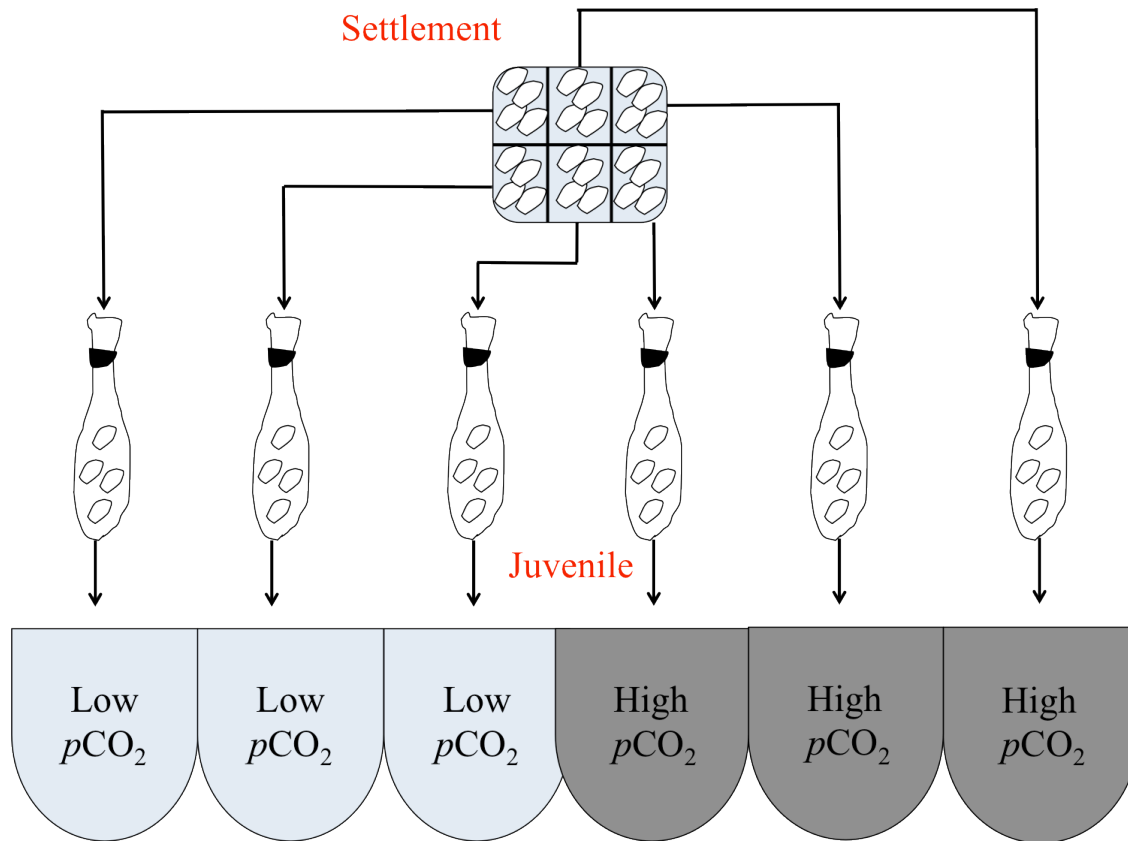 Settlement
Juvenile
Low
pCO₂
Low
pCO₂
Low
pCO₂
High
pCO₂
High
pCO₂
High
pCO₂